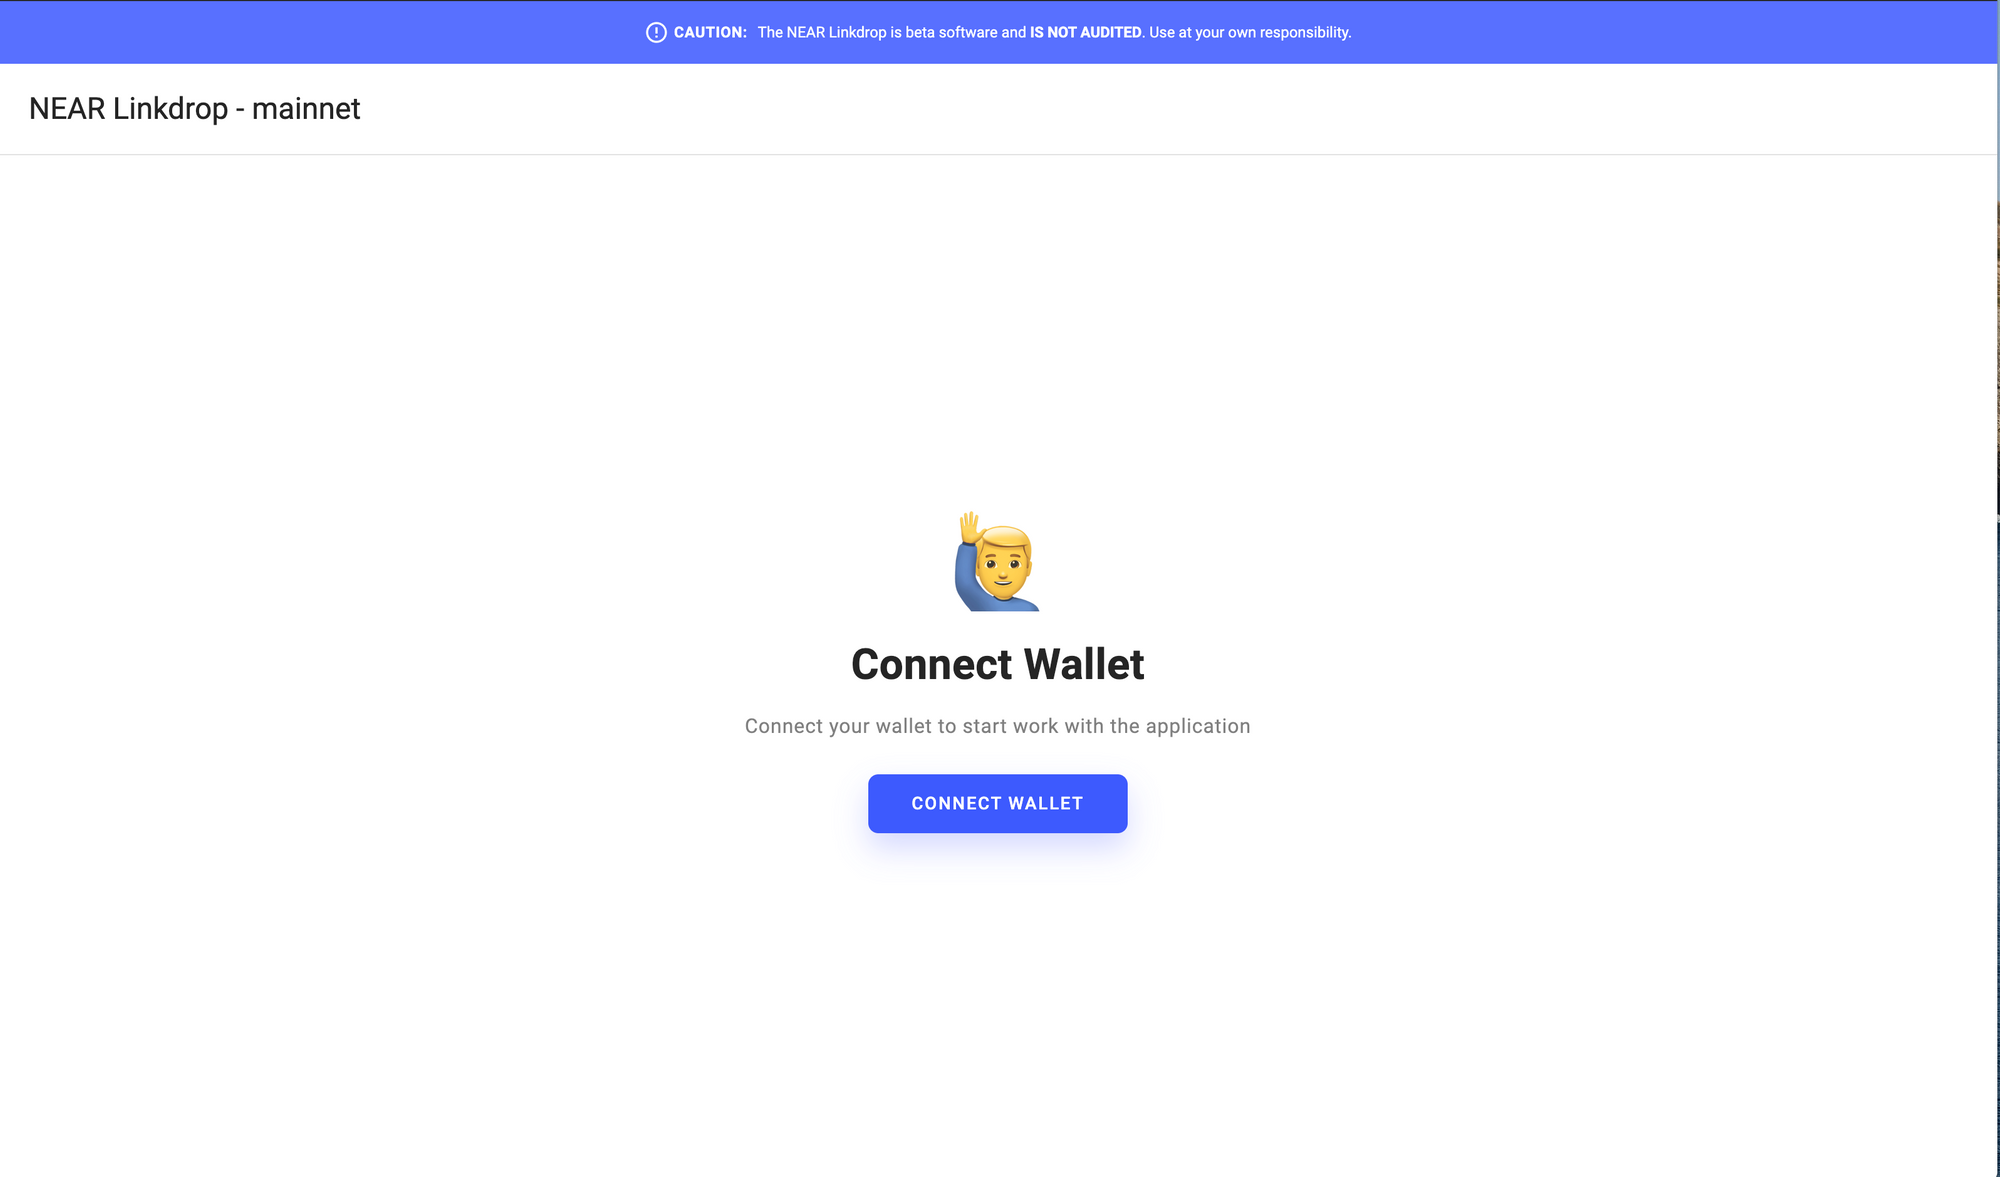 CAUTION: The NEAR Linkdrop is beta software and IS NOT AUDITED. Use at your own responsibility.
NEAR Linkdrop - mainnet
Connect Wallet
Connect your wallet to start work with the application
CONNECT WALLET